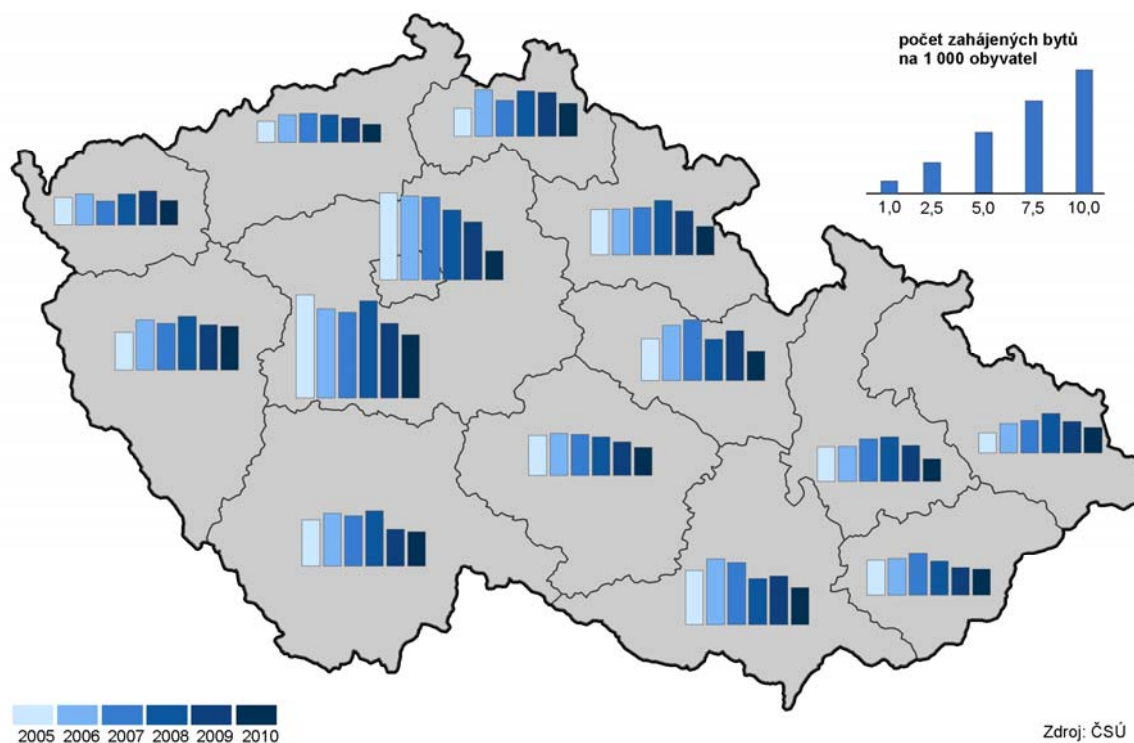 počet zahájených bytů
na 1 000 obyvatel
1,0 2,5 5,0 7,5 10,0
2005 2006 2007 2008 2009 2010
Zdroj: ČSÚ